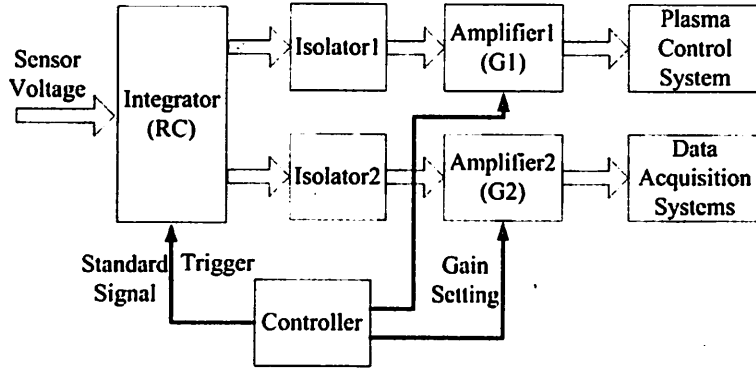 Sensor
Voltage
Integrator
(RC)
Isolator1
Amplifier1
(G1)
Plasma
Control
System
Isolator2
Amplifier2
(G2)
Data
Acquisition
Systems
Standard
Signal
Trigger
Controller
Gain
Setting